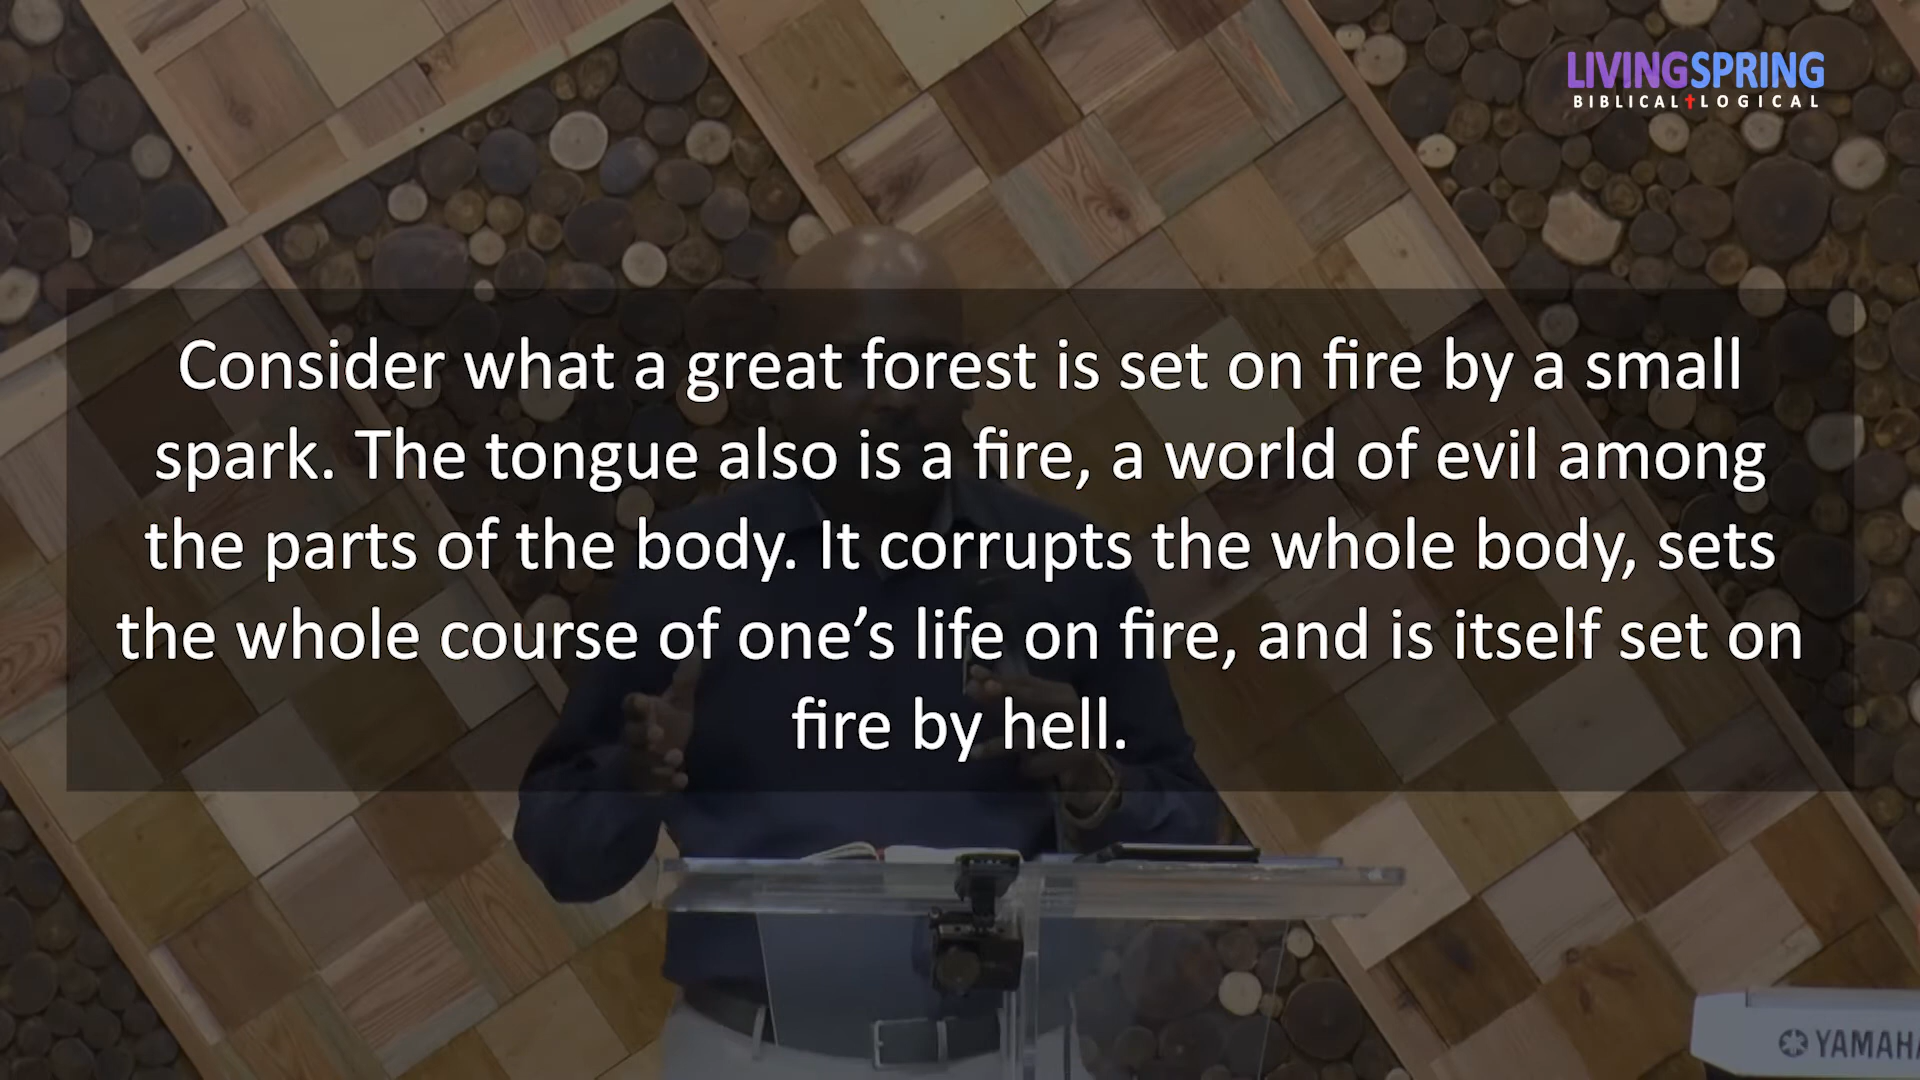 LIVINGSPRING
BIBLICAL✝LOGICAL
Consider what a great forest is set on fire by a small
spark. The tongue also is a fire, a world of evil among
the parts of the body. It corrupts the whole body, sets
the whole course of one’s life on fire, and is itself set on
fire by hell.
YAMAHA